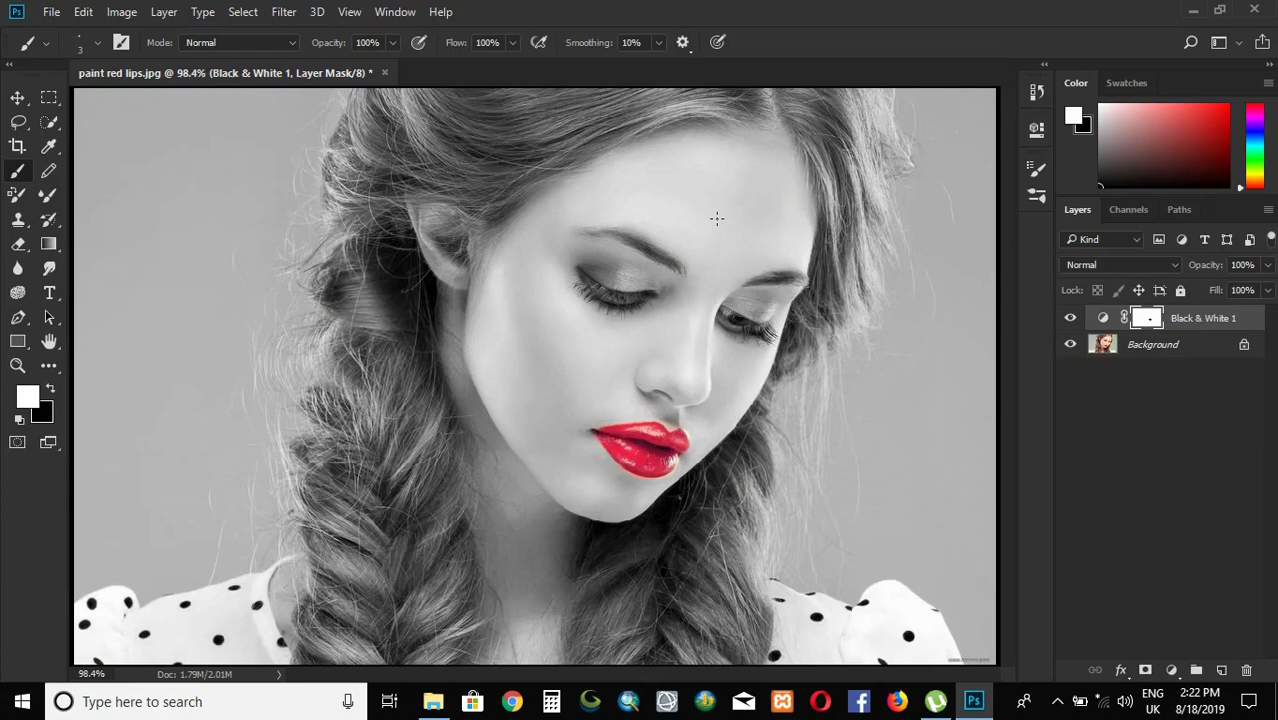 Ps File Edit Image Layer Type Select Filter 3D View Window Help
3 Mode: Normal Opacity: 100% Flow: 100% Smoothing: 10%
paint red lips.jpg @ 98.4% (Black & White 1, Layer Mask/8) * ×
Color Swatches
Layers Channels Paths
Kind
Normal Opacity: 100%
Lock: Fill: 100%
Black & White 1
Background
98.4% Doc: 1.79M/2.01M
Type here to search
Ps
ENG
UK
2:22 PM
8/18/2019